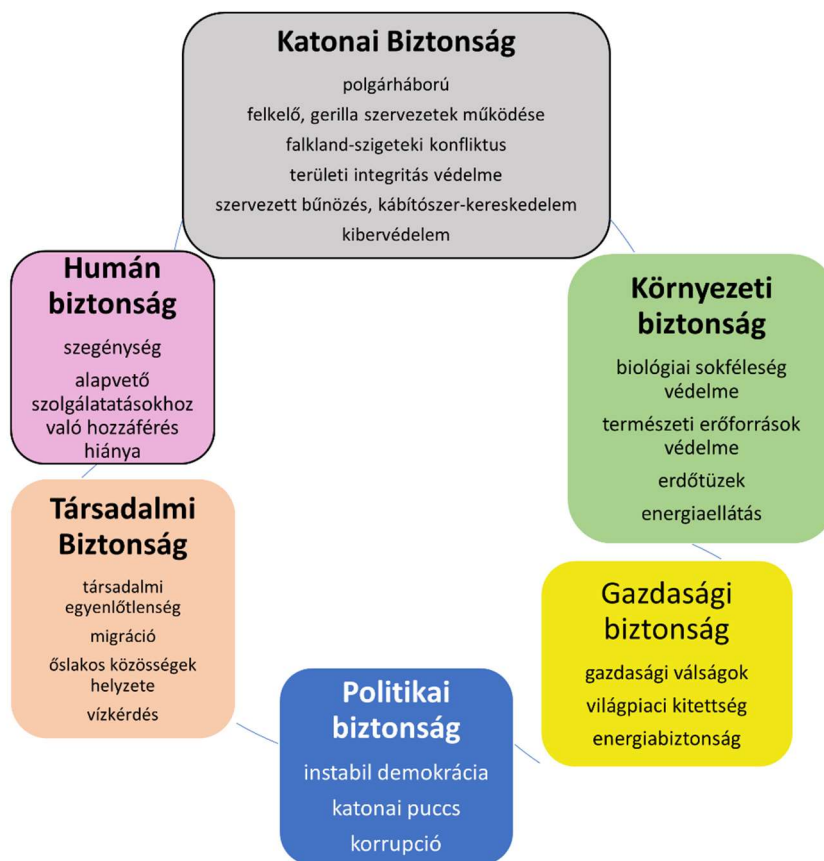 Katonai Biztonság
polgárháború
felkelő, gerilla szervezetek működése
falkland-szigeteki konfliktus
területi integritás védelme
szervezett bűnözés, kábítószer-kereskedelem
kibervédelem
Környezeti
biztonság
biológiai sokféleség
védelme
természeti erőforrások
védelme
erdőtüzek
energiaellátás
Gazdasági
biztonság
gazdasági válságok
világpiaci kitettség
energiabiztonság
Politikai
biztonság
instabil demokrácia
katonai puccs
korrupció
Társadalmi
Biztonság
társadalmi
egyenlőtlenség
migráció
őslakos közösségek
helyzete
vízkérdés
Humán
biztonság
szegénység
alapvető
szolgálatatásokhoz
való hozzáférés
hiánya